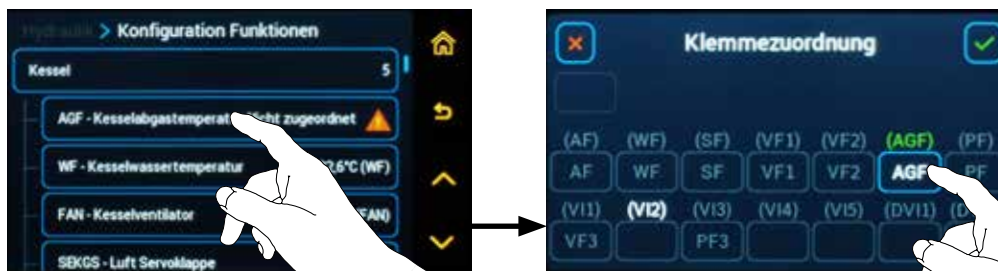 > Konfiguration Funktionen
Kessel 5
AGF - Kesselabgastemperat nicht zugeordnet
WF - Kesselwassertemperatur 2.6°C (WF)
FAN - Kesselventilator FAN)
SEKGS - Luft Servoklappe
Klemmezuordnung
(AF) (WF) (SF) (VF1) (VF2) (AGF) (PF)
AF WF SF VF1 VF2 AGF PF
(VI1) (VI2) (VI3) (VI4) (VI5) (DVI1)
VF3 PF3